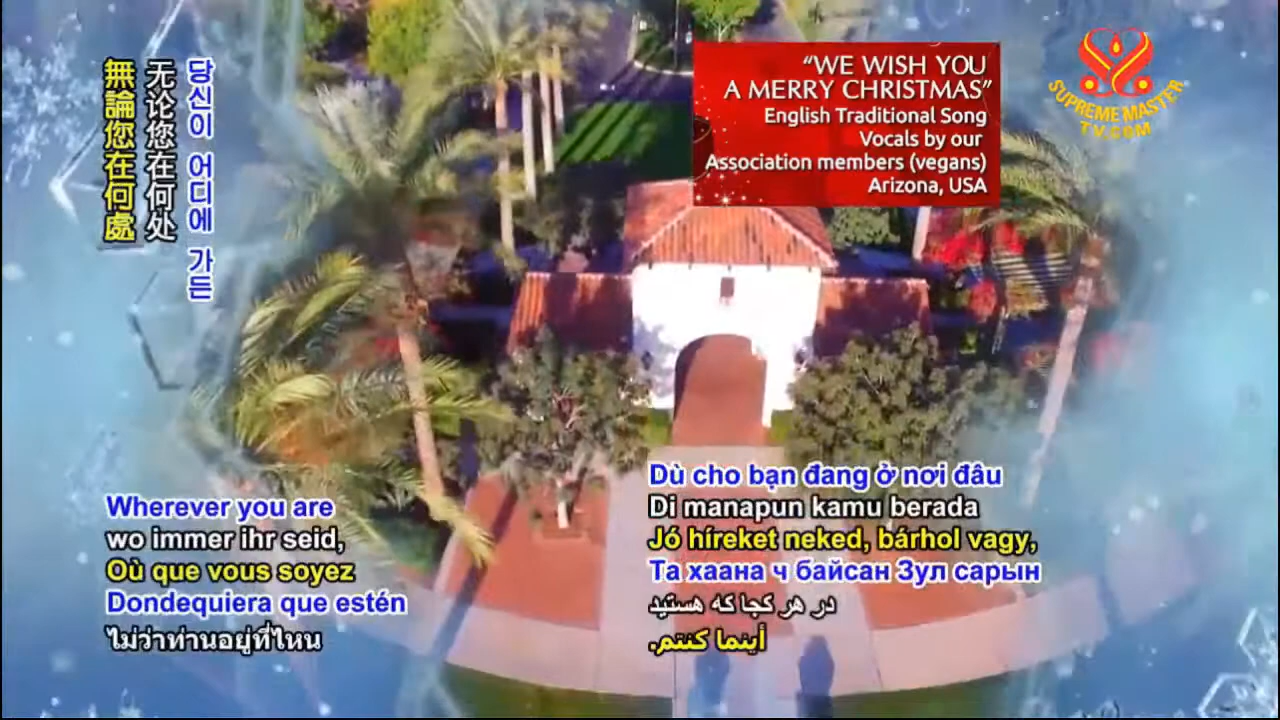 당신이 어디에 가든
无论您在何处
無論您在何處
“WE WISH YOU
A MERRY CHRISTMAS”
English Traditional Song
Vocals by our
Association members (vegans)
Arizona, USA
SUPREME MASTER
TV.COM
Wherever you are
wo immer ihr seid,
Où que vous soyez
Dondequiera que estén
ไม่ว่าท่านอยู่ที่ไหน
Dù cho bạn đang ở nơi đâu
Di manapun kamu berada
Jó híreket neked, bárhol vagy,
Та хаана ч байсан Зул сарын
در هر کجا که هستید
أينما كنتم.